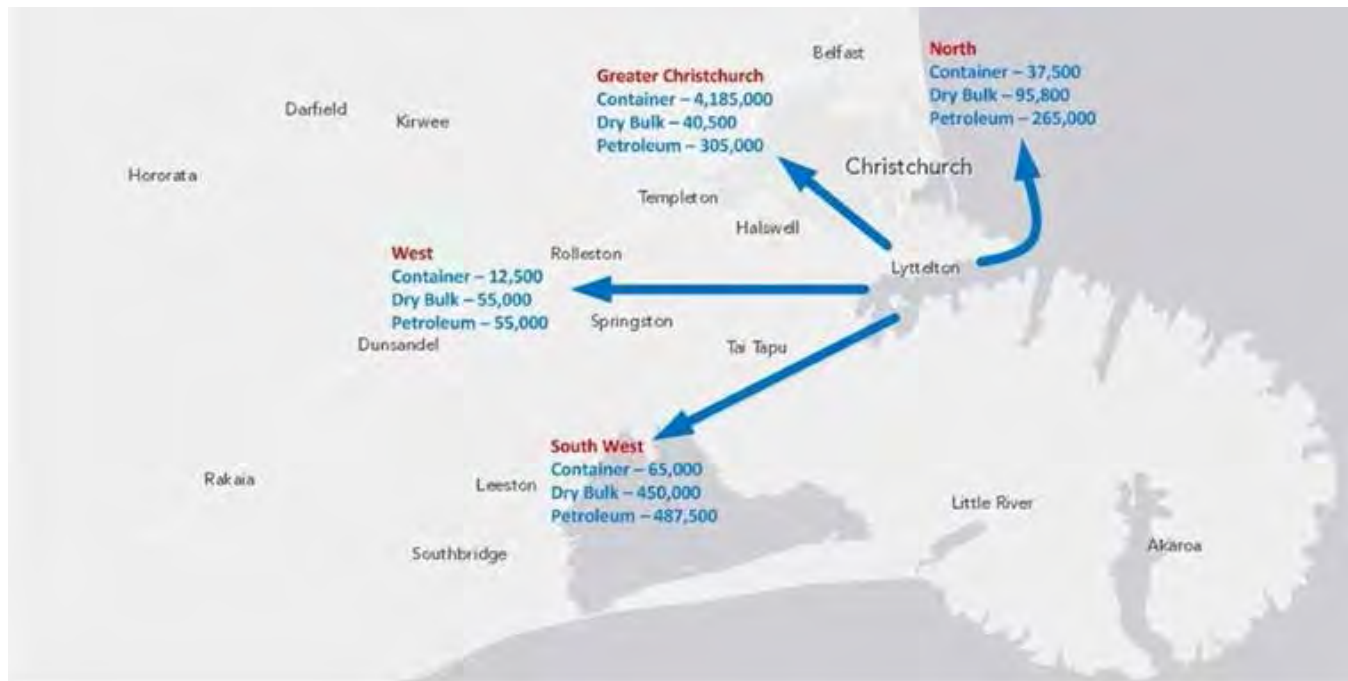 Belfast
North
Container – 37,500
Dry Bulk – 95,800
Petroleum – 265,000
Greater Christchurch
Container – 4,185,000
Dry Bulk – 40,500
Petroleum – 305,000
Darfield
Kirwee
Christchurch
Hororata
Templeton
Halswell
West
Container – 12,500
Dry Bulk – 55,000
Petroleum – 55,000
Rolleston
Lyttelton
Springston
Dunsandel
Tai Tapu
South West
Container – 65,000
Dry Bulk – 450,000
Petroleum – 487,500
Rakaia
Leeston
Little River
Southbridge
Akaroa